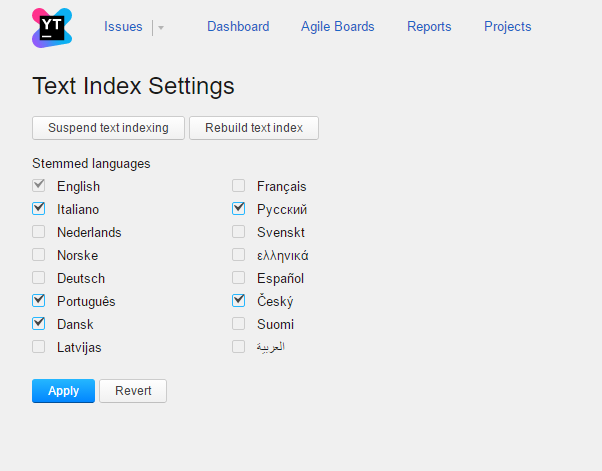 YT
Issues Dashboard Agile Boards Reports Projects
Text Index Settings
Suspend text indexing Rebuild text index
Stemmed languages
English Français
Italiano Русский
Nederlands Svenskt
Norske ελληνικά
Deutsch Español
Português Český
Dansk Suomi
Latvijas العربية
Apply Revert